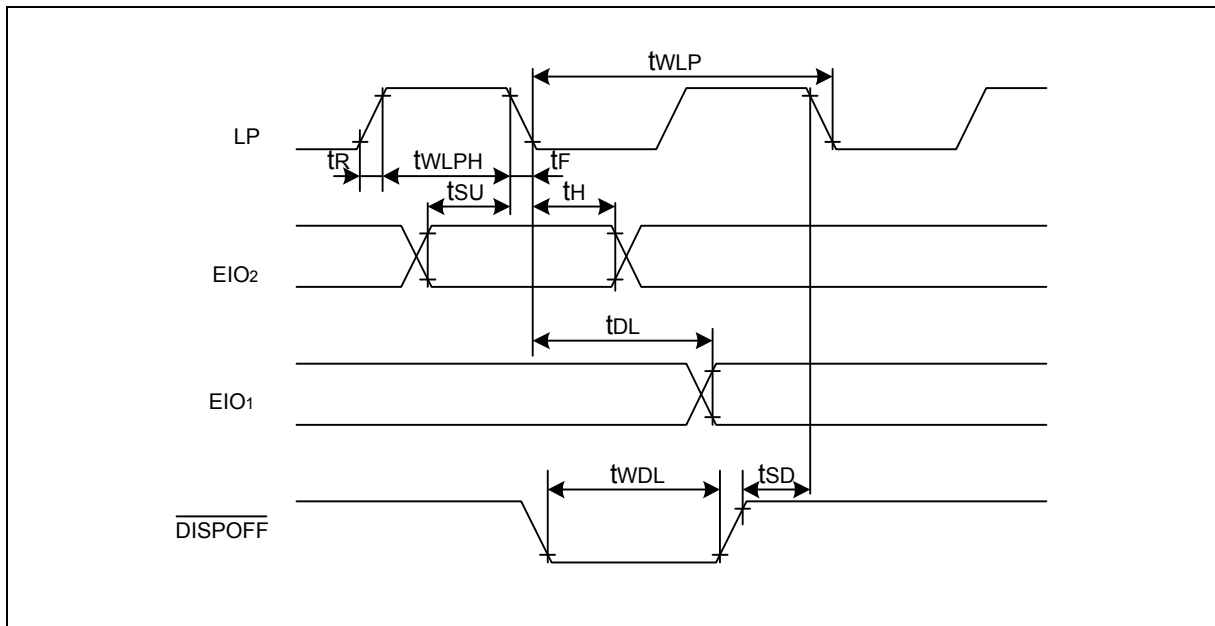 tWLP
LP
tR
tWLPH
tF
tSU
tH
EIO2
tDL
EIO1
tWDL
tSD
DISPOFF